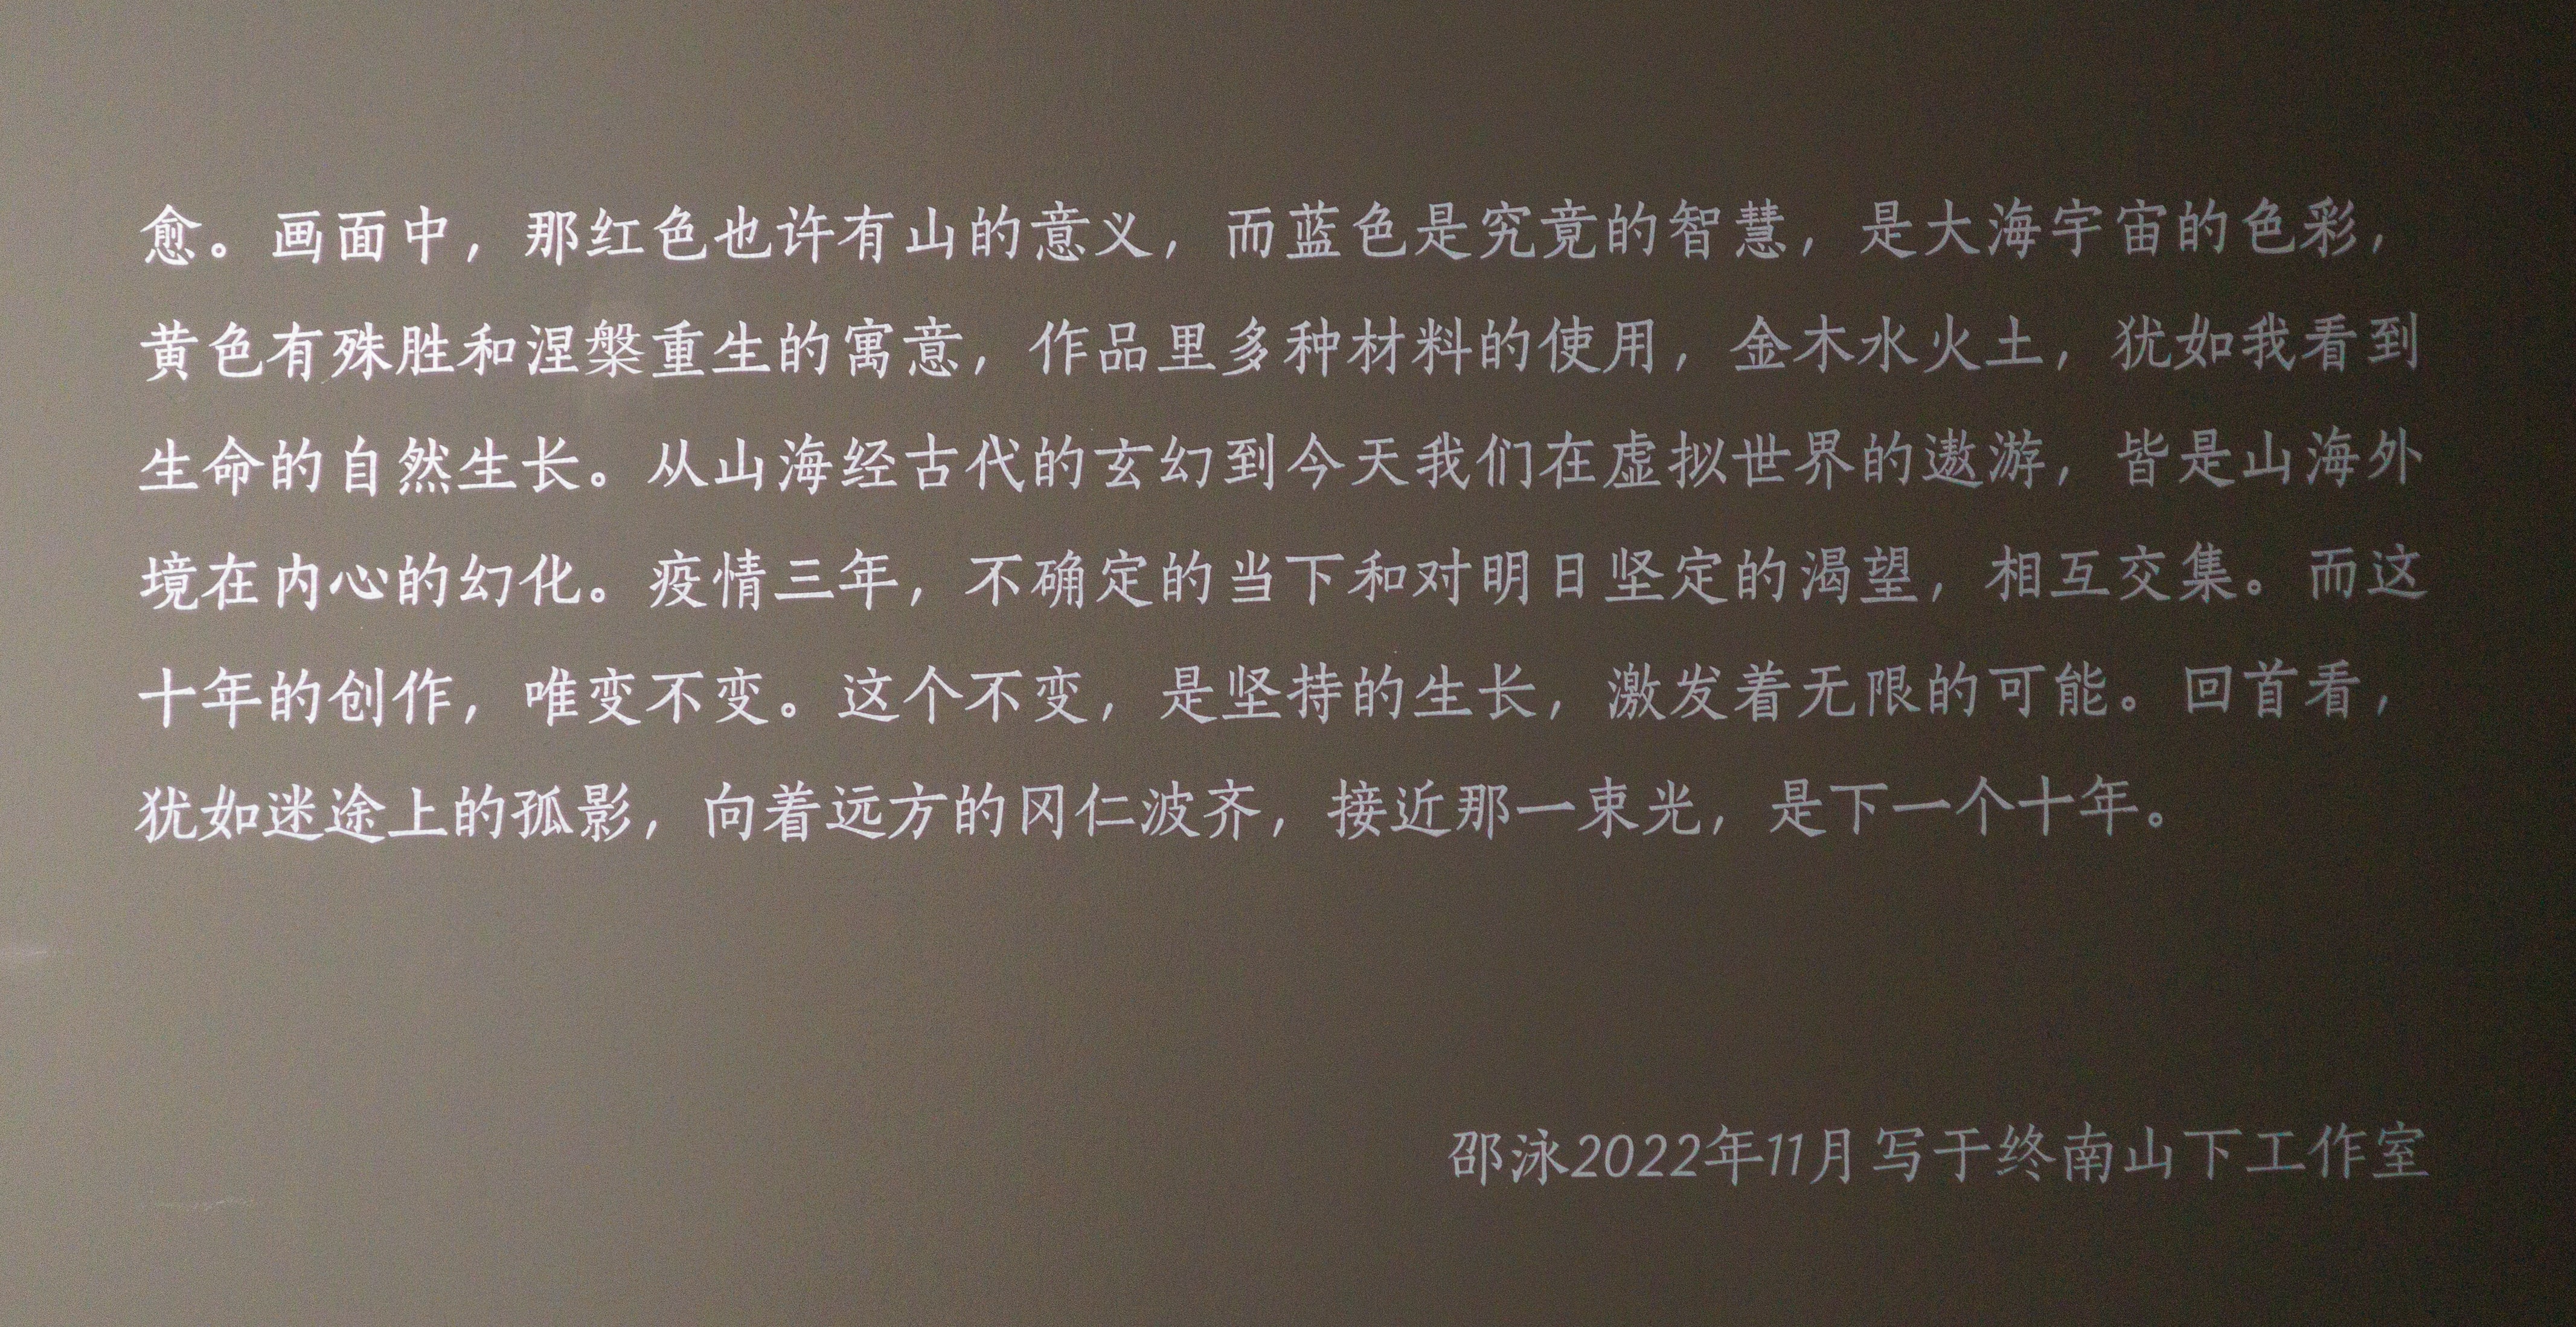 愈。画面中，那红色也许有山的意义，而蓝色是究竟的智慧，是大海宇宙的色彩，
黄色有殊胜和涅槃重生的寓意，作品里多种材料的使用，金木水火土，犹如我看到
生命的自然生长。从山海经古代的玄幻到今天我们在虚拟世界的遨游，皆是山海外
境在内心的幻化。疫情三年，不确定的当下和对明日坚定的渴望，相互交集。而这
十年的创作，唯变不变。这个不变，是坚持的生长，激发着无限的可能。回首看，
犹如迷途上的孤影，向着远方的冈仁波齐，接近那一束光，是下一个十年。
邵泳2022年11月写于终南山下工作室